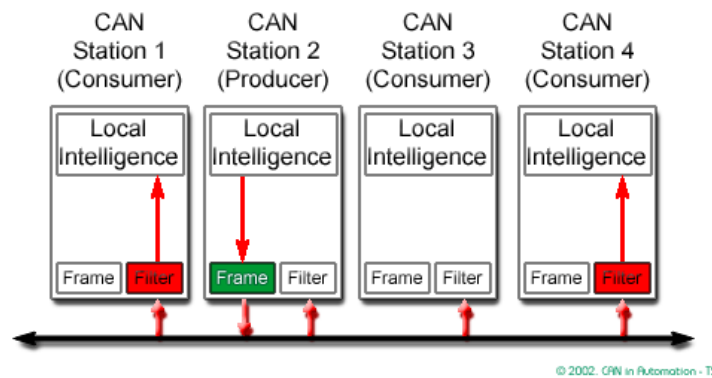 CAN
Station 1
(Consumer)
CAN
Station 2
(Producer)
CAN
Station 3
(Consumer)
CAN
Station 4
(Consumer)
Local
Intelligence
Local
Intelligence
Local
Intelligence
Local
Intelligence
Frame Filter
Frame Filter
Frame Filter
Frame Filter
© 2002. CAN in Automation - TS